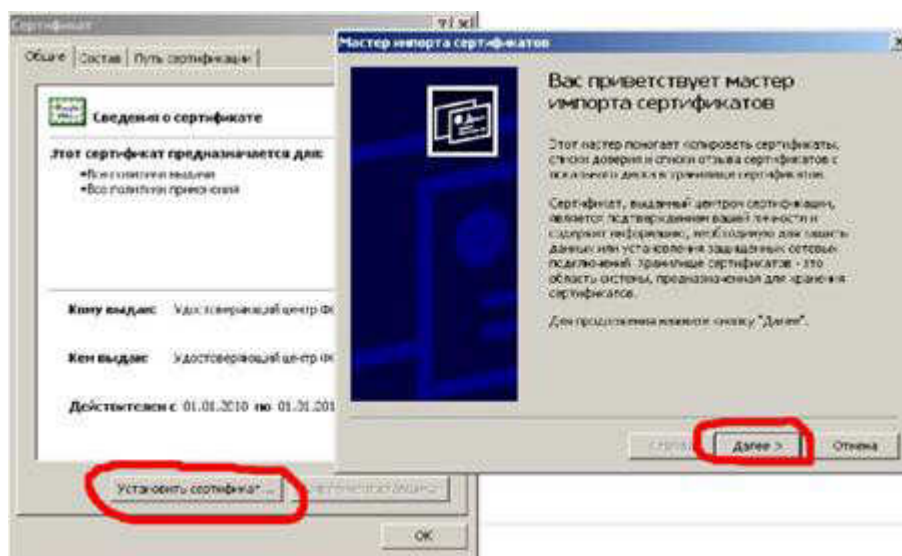 Сертификат
Общие Состав Путь сертификации
Сведения о сертификате
Этот сертификат предназначается для:
•Все политики выдачи
•Все политики применения
Кому выдан: Удостоверяющий центр
Кем выдан: Удостоверяющий центр
Действителен с 01.01.2010 по 01.01.201
Установить сертификат ...
ОК
Мастер импорта сертификатов
Вас приветствует мастер
импорта сертификатов
Этот мастер помогает копировать сертификаты,
списки доверия и списки отзыва сертификатов с
локального диска в хранилище сертификатов.
Сертификат, выданный центром сертификации,
является подтверждением вашей личности и
содержит информацию, необходимую для защиты
данных или установления защищенных сетевых
подключений. Хранилище сертификатов - это
область системы, предназначенная для хранения
сертификатов.
Для продолжения нажмите кнопку "Далее".
Далее >
Отмена